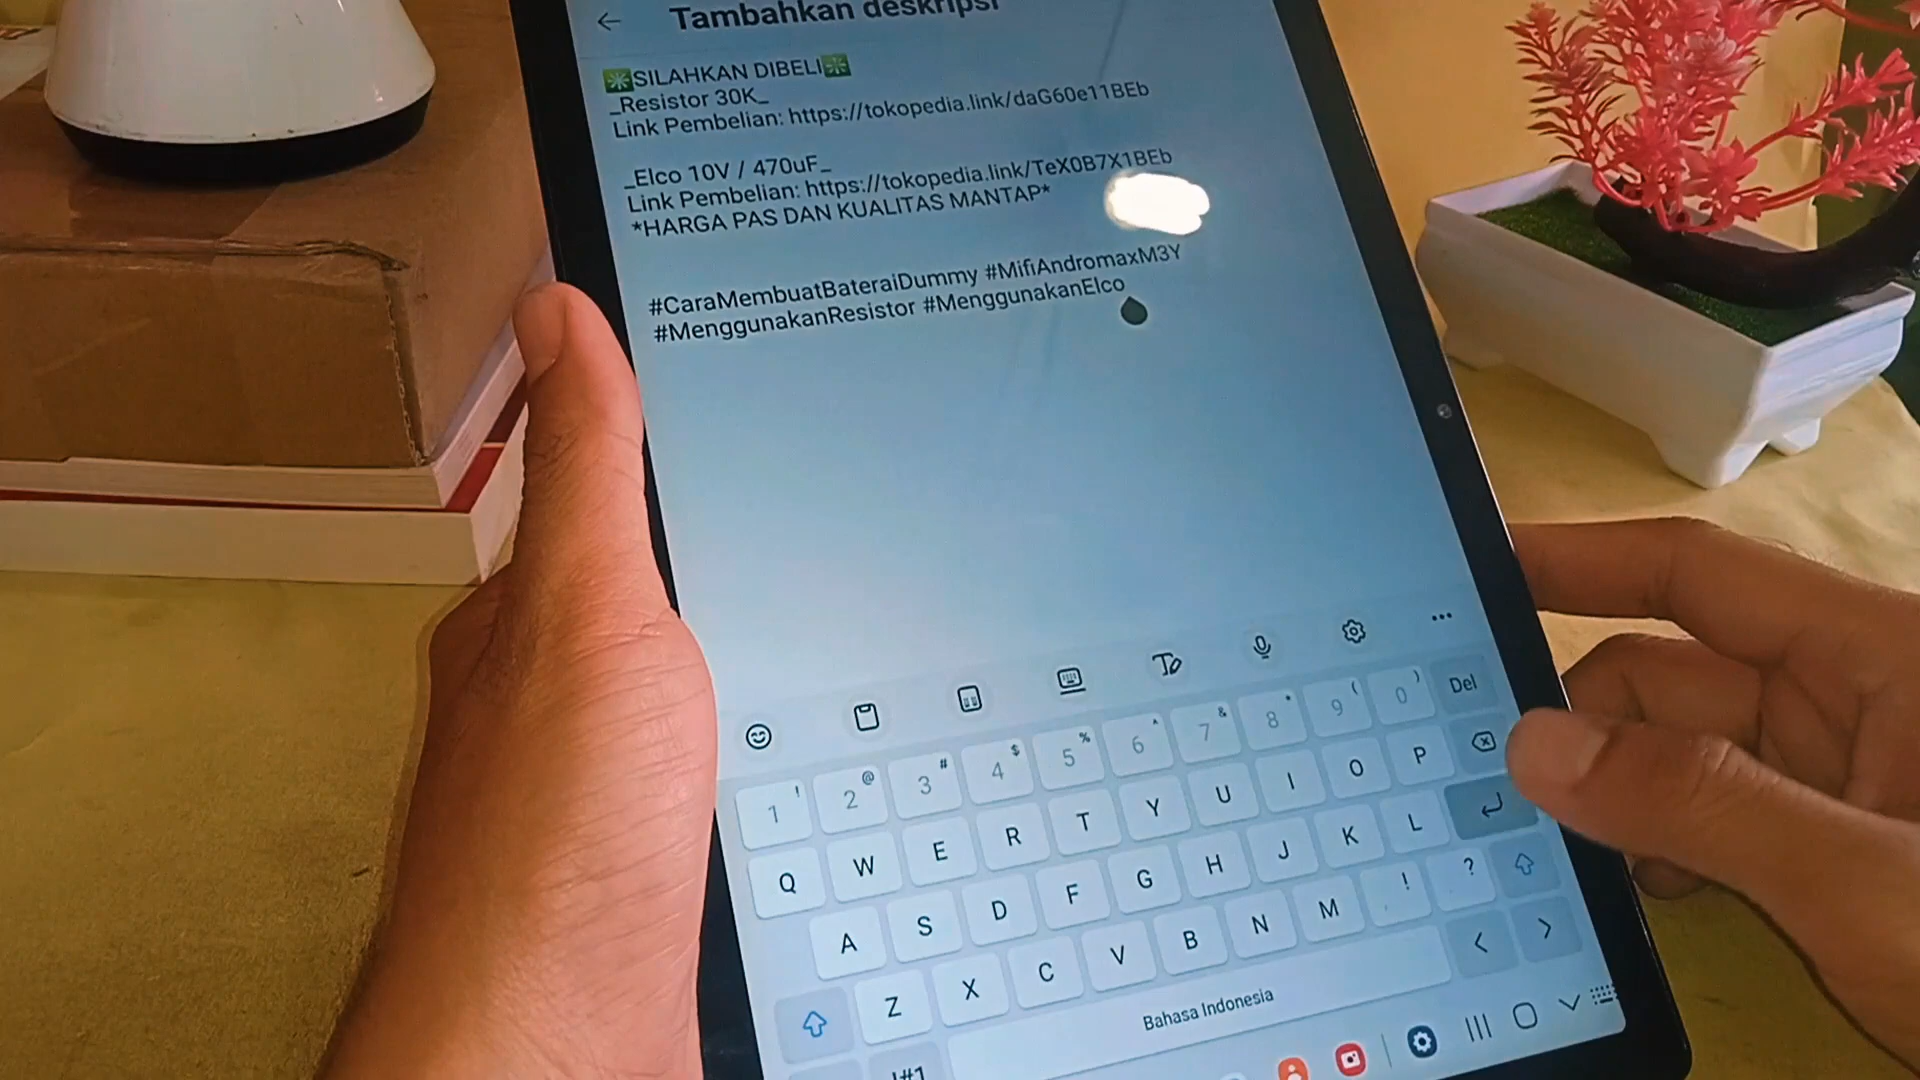 Tambahkan deskripsi
✳️SILAHKAN DIBELI✳️
_Resistor 30K_
Link Pembelian: https://tokopedia.link/daG60e11BEb
_Elco 10V / 470uF_
Link Pembelian: https://tokopedia.link/TeX0B7X1BEb
*HARGA PAS DAN KUALITAS MANTAP*
#CaraMembuatBateraiDummy #MifiAndromaxM3Y
#MenggunakanResistor #MenggunakanElco
1 ! 2 @ 3 # 4 $ 5 % 6 ^ 7 & 8 * 9 ( 0 ) Del
Q W E R T Y U I O P
A S D F G H J K L
Z X C V B N M , ! . ?
!#1 Bahasa Indonesia < >